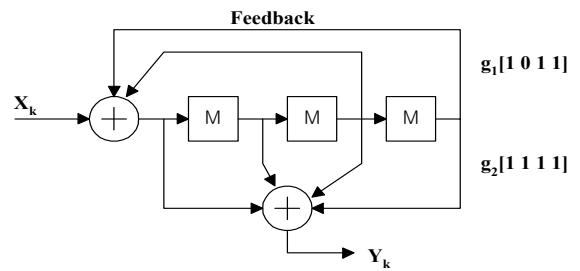 Feedback
g₁[1 0 1 1]
Xₖ
M M M
g₂[1 1 1 1]
Yₖ